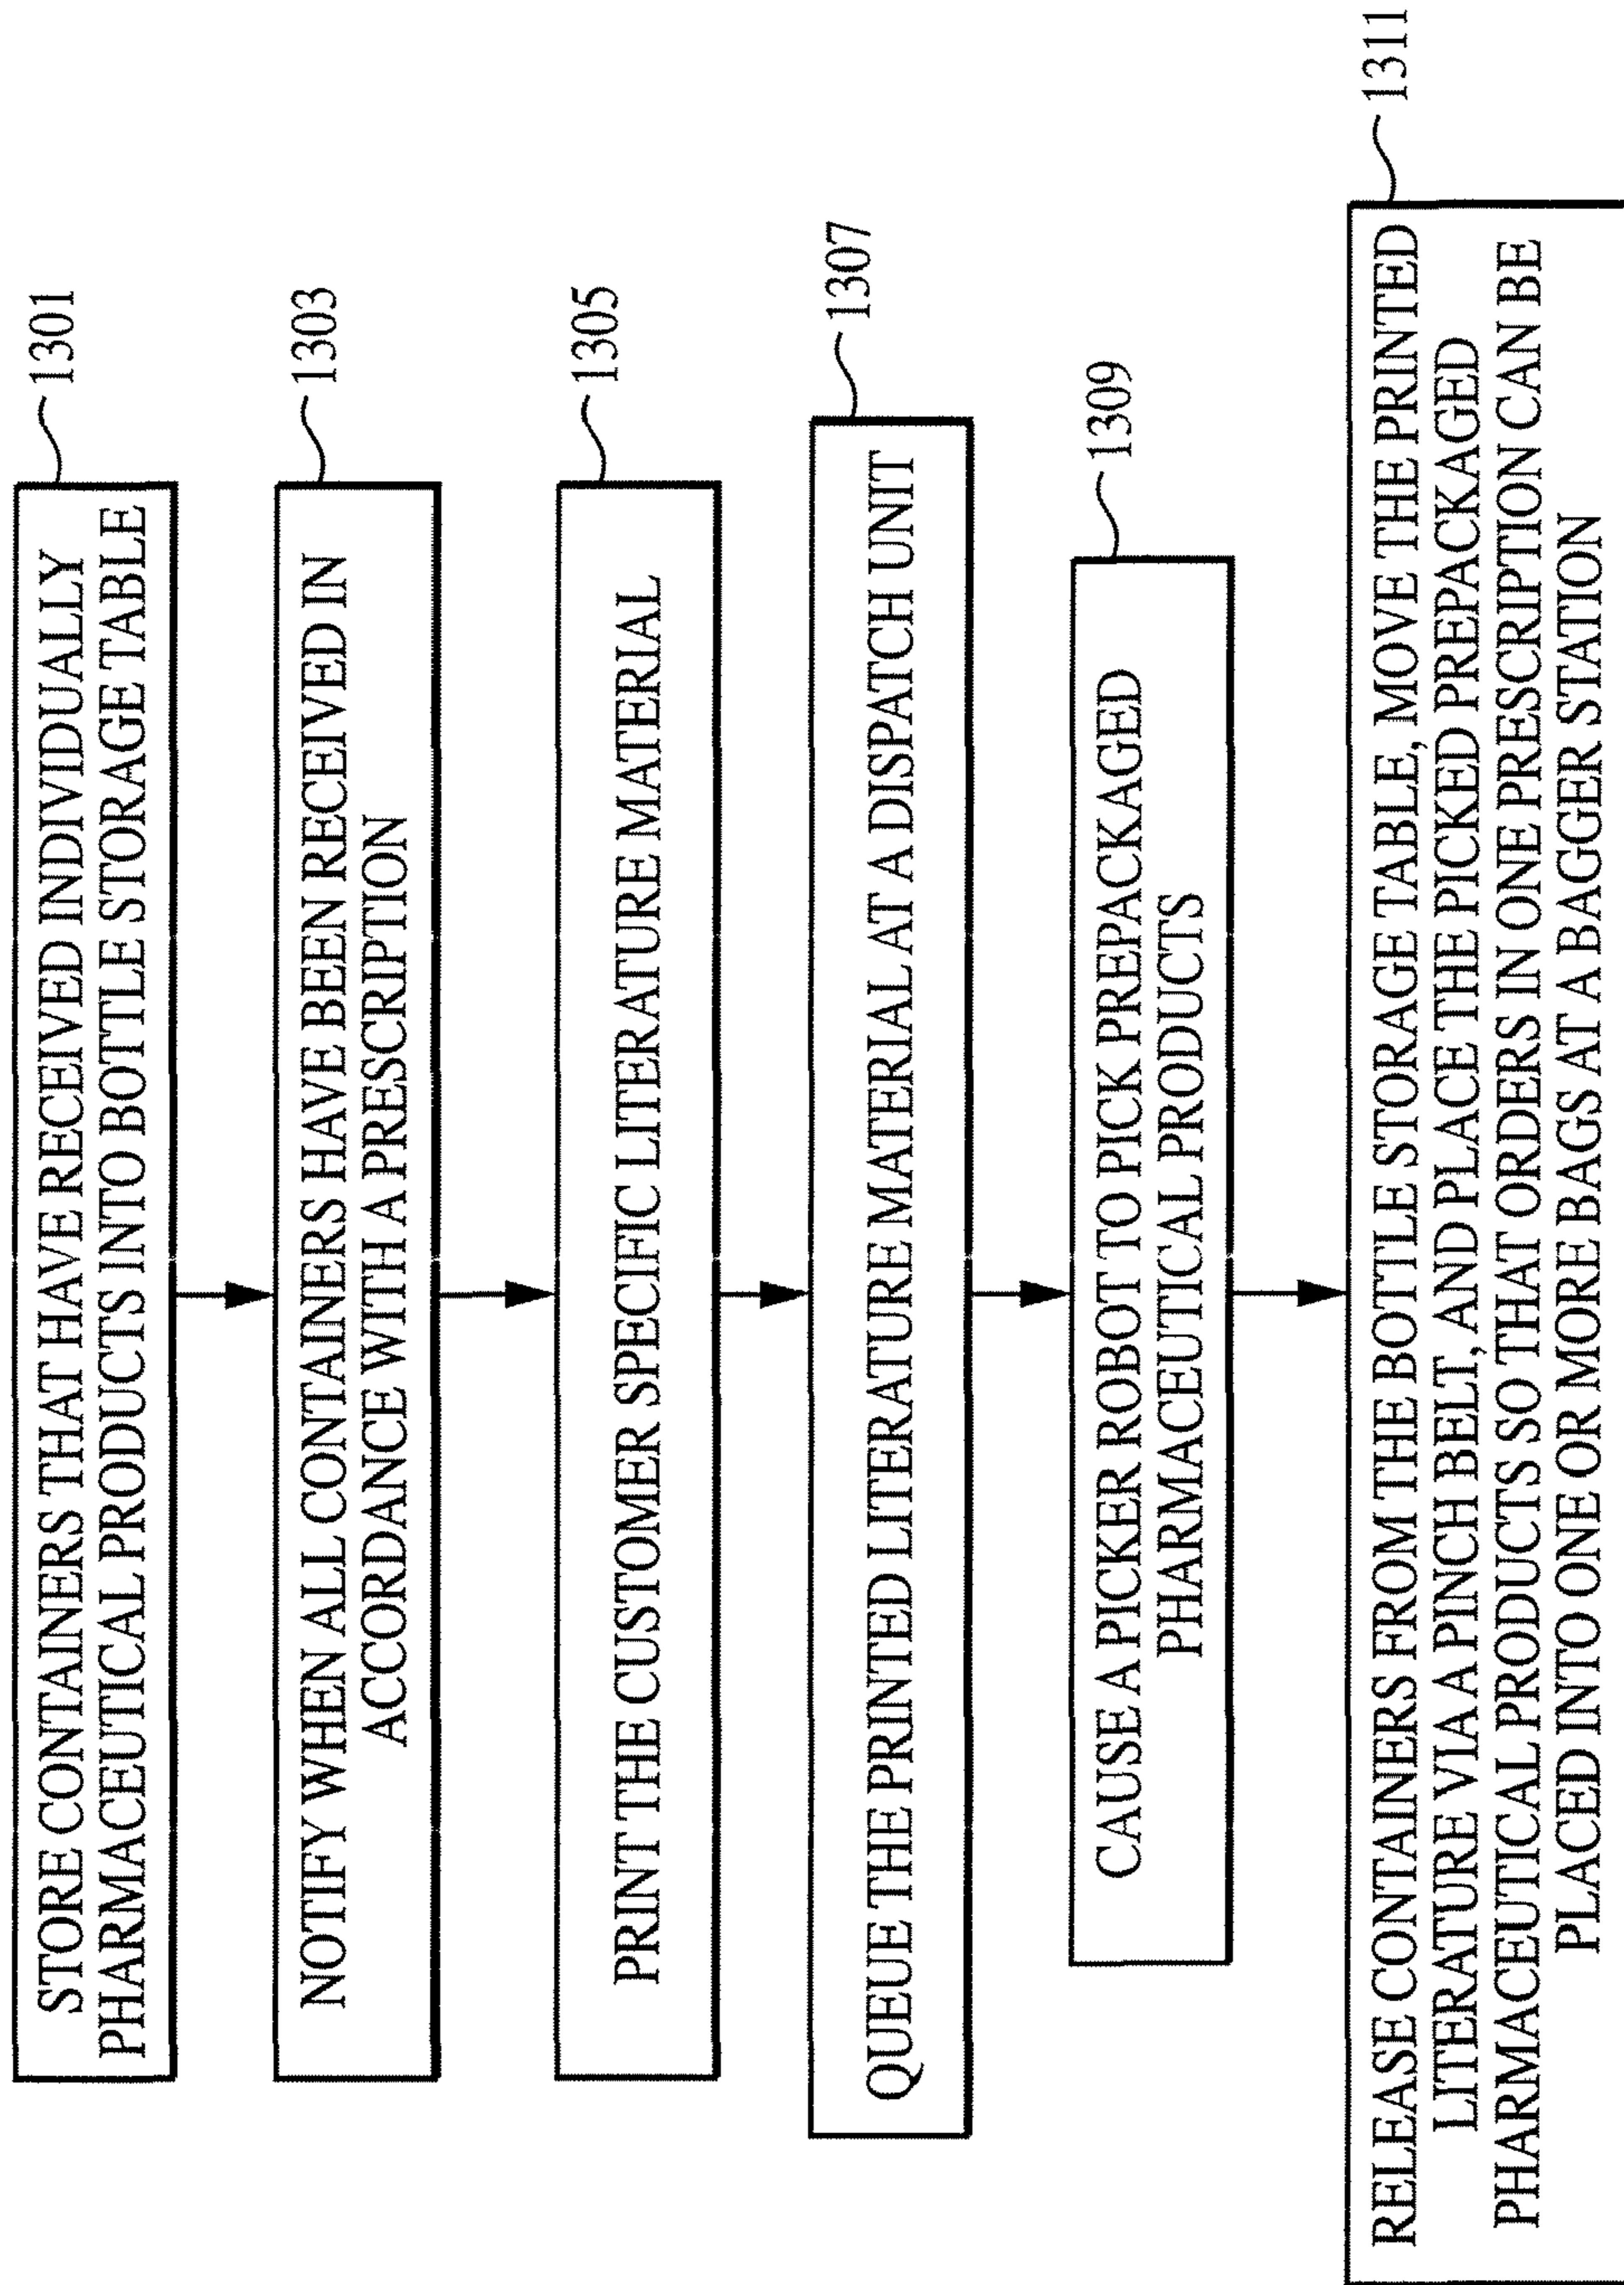 STORE CONTAINERS THAT HAVE RECEIVED INDIVIDUALLY
PHARMACEUTICAL PRODUCTS INTO BOTTLE STORAGE TABLE
1301
NOTIFY WHEN ALL CONTAINERS HAVE BEEN RECEIVED IN
ACCORDANCE WITH A PRESCRIPTION
1303
PRINT THE CUSTOMER SPECIFIC LITERATURE MATERIAL
1305
QUEUE THE PRINTED LITERATURE MATERIAL AT A DISPATCH UNIT
1307
CAUSE A PICKER ROBOT TO PICK PREPACKAGED
PHARMACEUTICAL PRODUCTS
1309
RELEASE CONTAINERS FROM THE BOTTLE STORAGE TABLE, MOVE THE PRINTED
LITERATURE VIA A PINCH BELT, AND PLACE THE PICKED PREPACKAGED
PHARMACEUTICAL PRODUCTS SO THAT ORDERS IN ONE PRESCRIPTION CAN BE
PLACED INTO ONE OR MORE BAGS AT A BAGGER STATION
1311